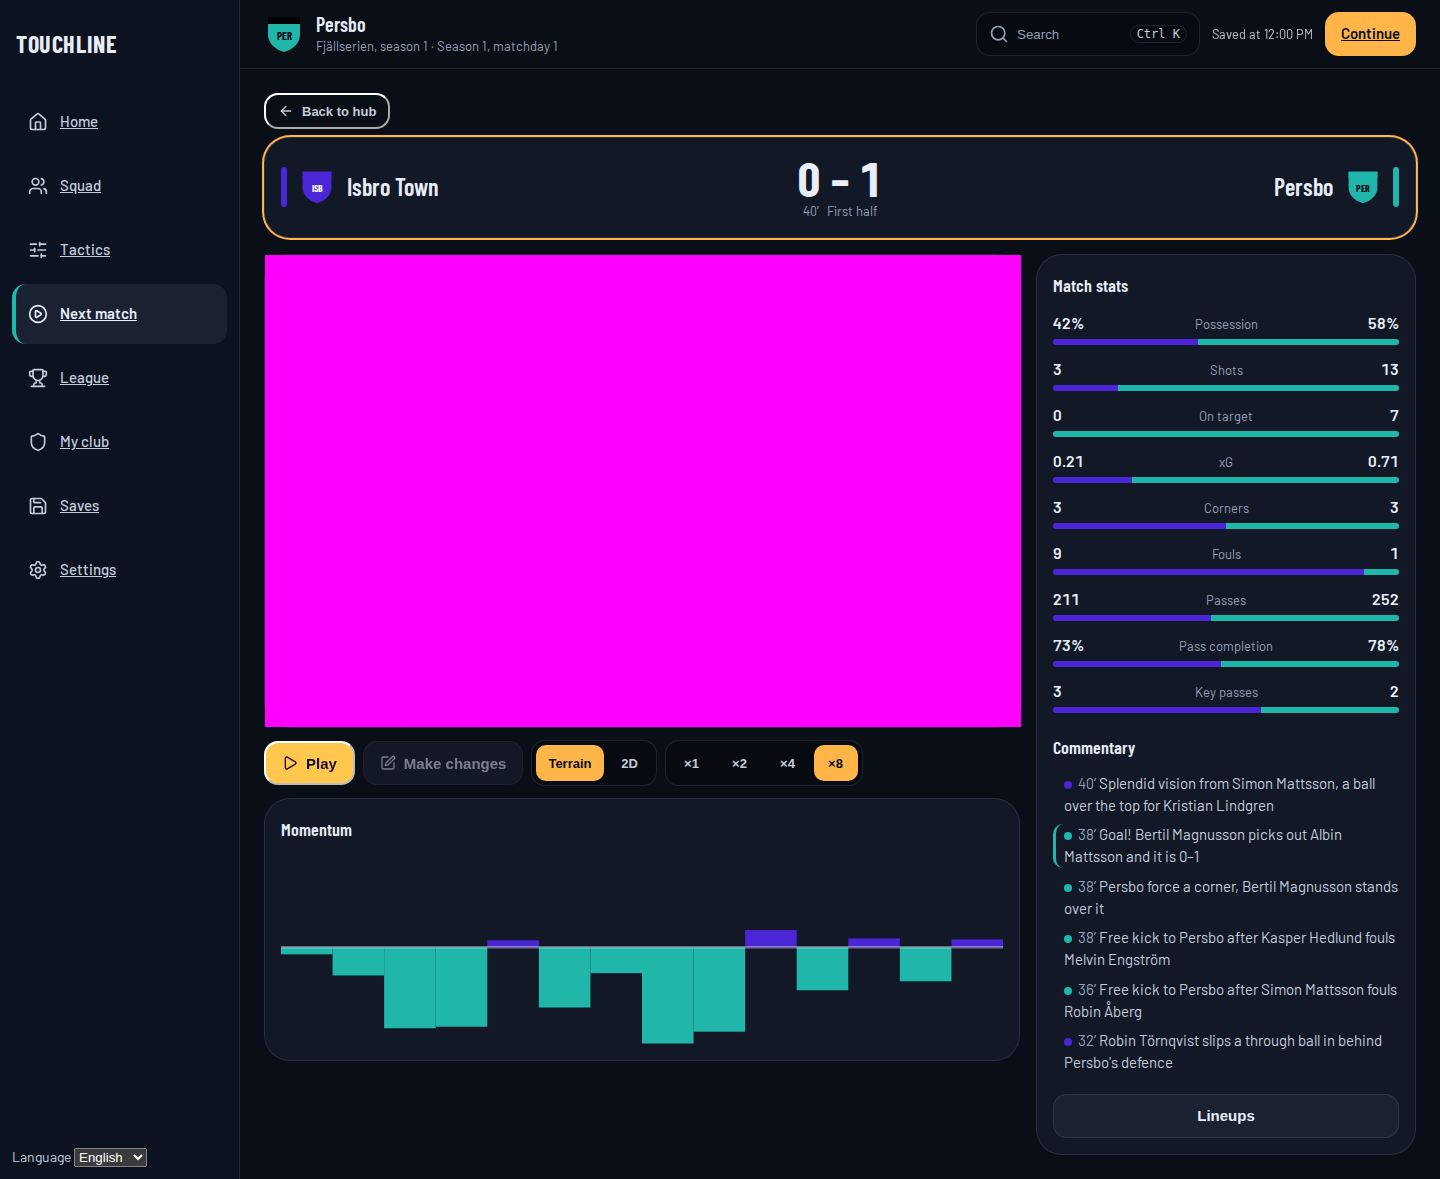 TOUCHLINE
Home
Squad
Tactics
Next match
League
My club
Saves
Settings
Language English
PER
Persbo
Fjällserien, season 1 · Season 1, matchday 1
Search
Ctrl K
Saved at 12:00 PM
Continue
Back to hub
ISB
Isbro Town
0 – 1
40′ First half
Persbo
PER
Play
Make changes
Terrain
2D
×1
×2
×4
×8
Momentum
Match stats
42% Possession 58%
3 Shots 13
0 On target 7
0.21 xG 0.71
3 Corners 3
9 Fouls 1
211 Passes 252
73% Pass completion 78%
3 Key passes 2
Commentary
40′ Splendid vision from Simon Mattsson, a ball
over the top for Kristian Lindgren
38′ Goal! Bertil Magnusson picks out Albin
Mattsson and it is 0–1
38′ Persbo force a corner, Bertil Magnusson stands
over it
38′ Free kick to Persbo after Kasper Hedlund fouls
Melvin Engström
36′ Free kick to Persbo after Simon Mattsson fouls
Robin Åberg
32′ Robin Törnqvist slips a through ball in behind
Persbo's defence
Lineups